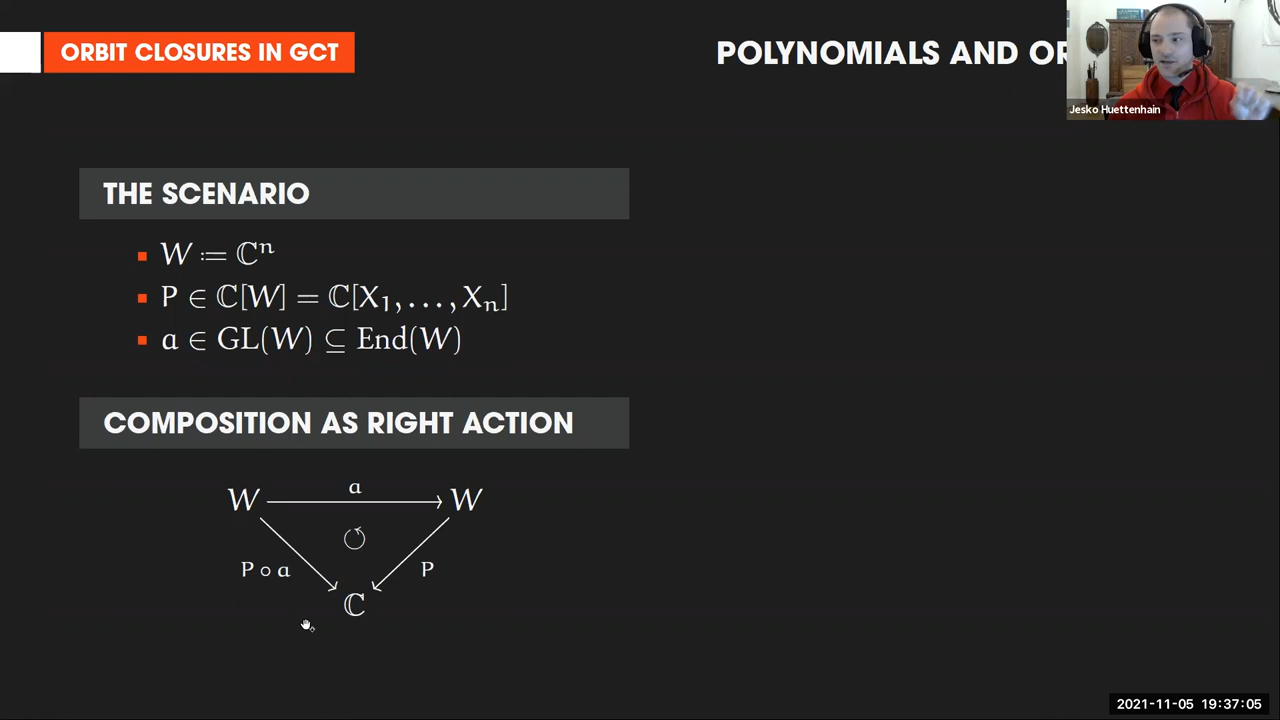 ORBIT CLOSURES IN GCT
POLYNOMIALS AND
Jesko Huettenhain
THE SCENARIO
W := ℂⁿ
P ∈ ℂ[W] = ℂ[X₁, ..., Xₙ]
a ∈ GL(W) ⊆ End(W)
COMPOSITION AS RIGHT ACTION
W a W
P ∘ a P
ℂ
2021-11-05 19:37:05